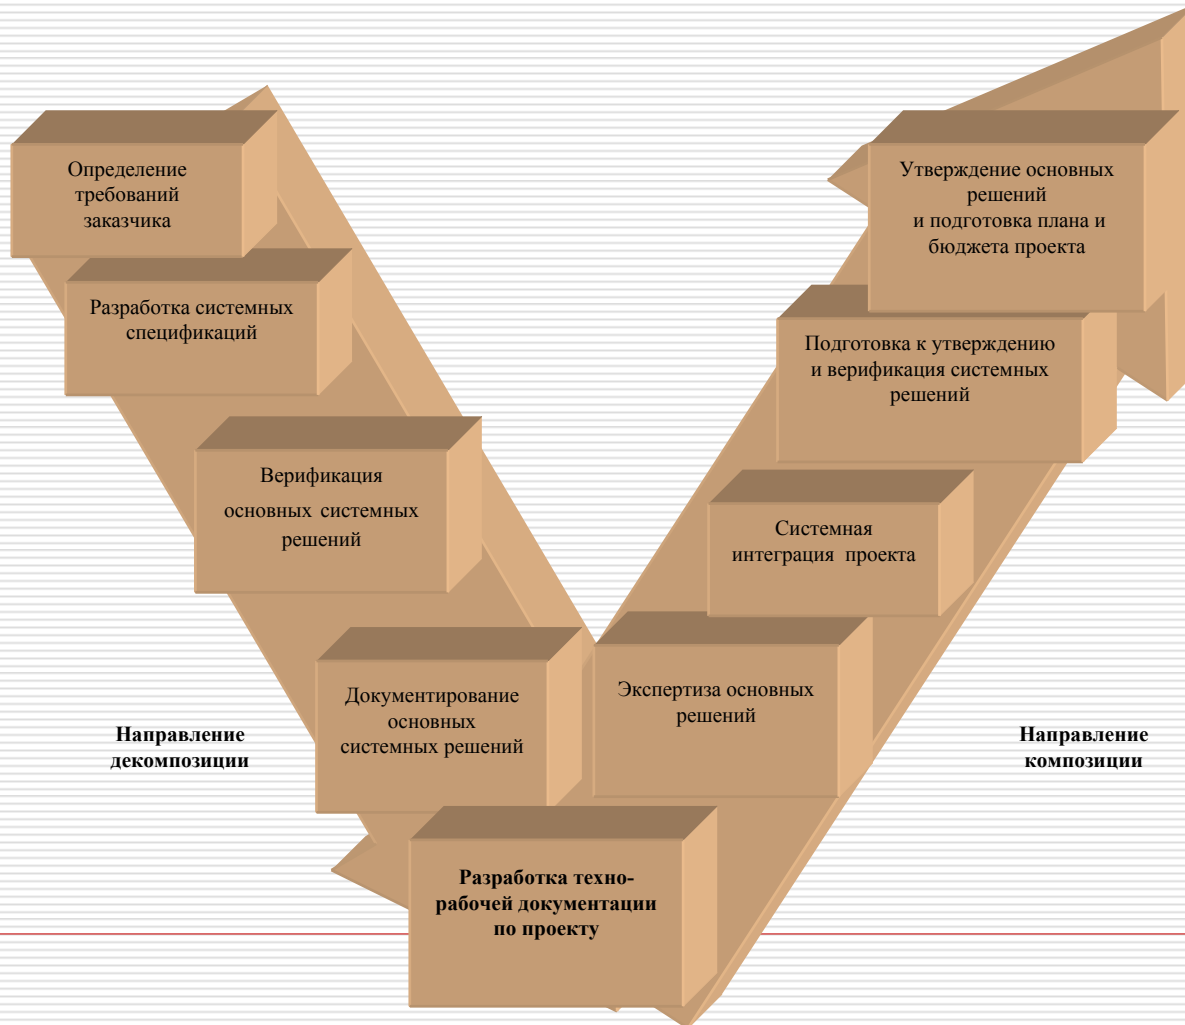 Определение
требований
заказчика
Разработка системных
спецификаций
Верификация
основных системных
решений
Документирование
основных
системных решений
Направление
декомпозиции
Разработка техно-
рабочей документации
по проекту
Экспертиза основных
решений
Системная
интеграция проекта
Подготовка к утверждению
и верификация системных
решений
Утверждение основных
решений
и подготовка плана и
бюджета проекта
Направление
композиции